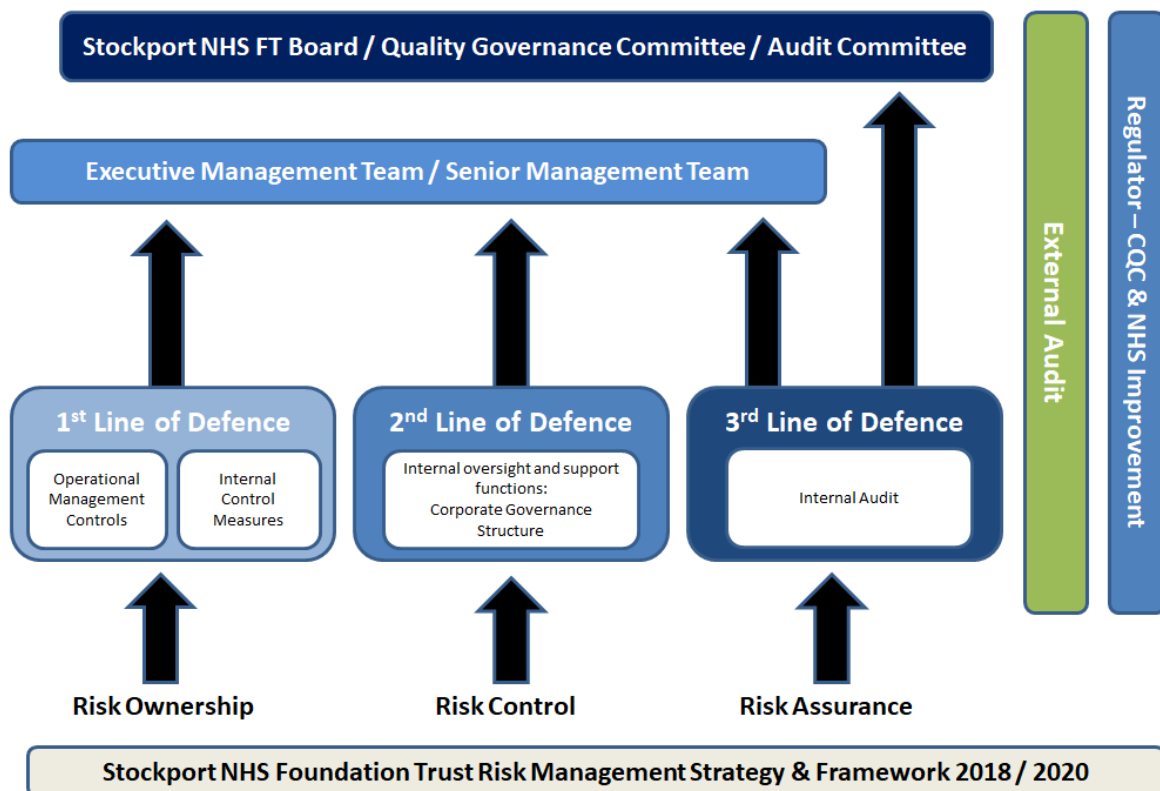 Stockport NHS FT Board / Quality Governance Committee / Audit Committee
Executive Management Team / Senior Management Team
1st Line of Defence
Operational
Management
Controls
Internal
Control
Measures
2nd Line of Defence
Internal oversight and support
functions:
Corporate Governance
Structure
3rd Line of Defence
Internal Audit
External Audit
Regulator – CQC & NHS Improvement
Risk Ownership
Risk Control
Risk Assurance
Stockport NHS Foundation Trust Risk Management Strategy & Framework 2018 / 2020